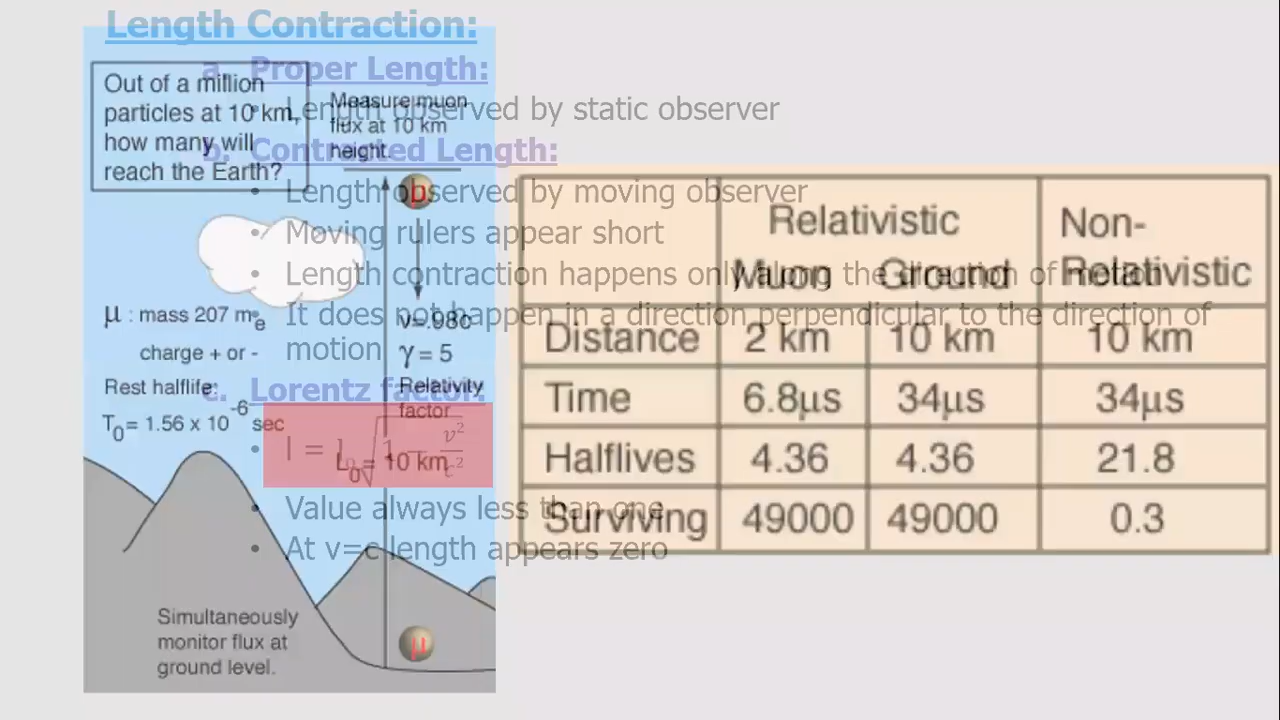 Length Contraction:
a. Proper Length:
• Length observed by static observer
b. Contracted Length:
• Length observed by moving observer
• Moving rulers appear short
• Length contraction happens only along the direction of motion
• It does not happen in a direction perpendicular to the direction of
motion
c. Lorentz factor:
• l = l₀√1 − v²/c²
• Value always less than one
• At v=c length appears zero
Out of a million
particles at 10 km,
how many will
reach the Earth?
Measure muon
flux at 10 km
height.
μ : mass 207 mₑ
charge + or -
Rest halflife:
T₀= 1.56 x 10⁻⁶ sec
v=.98c
γ = 5
Relativity
factor
L₀= 10 km
μ
Simultaneously
monitor flux at
ground level.
Relativistic Non-
Muon Ground Relativistic
Distance 2 km 10 km 10 km
Time 6.8μs 34μs 34μs
Halflives 4.36 4.36 21.8
Surviving 49000 49000 0.3